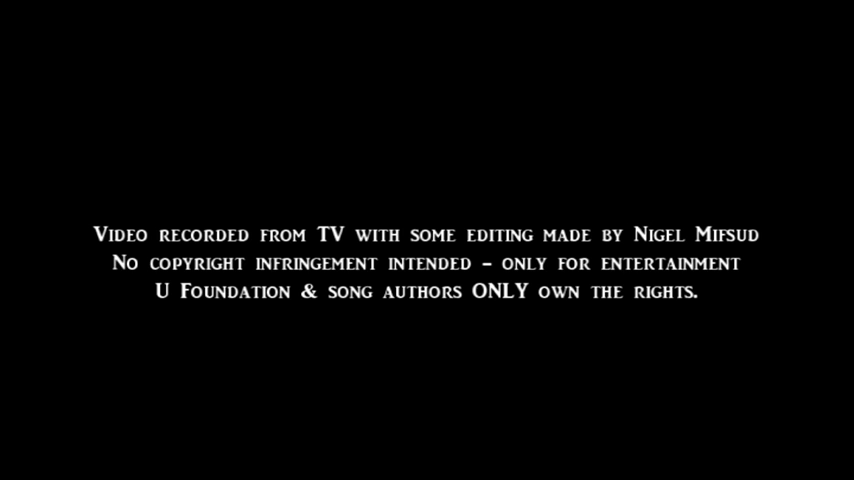 Video recorded from TV with some editing made by Nigel Mifsud
No copyright infringement intended – only for entertainment
U Foundation & song authors ONLY own the rights.